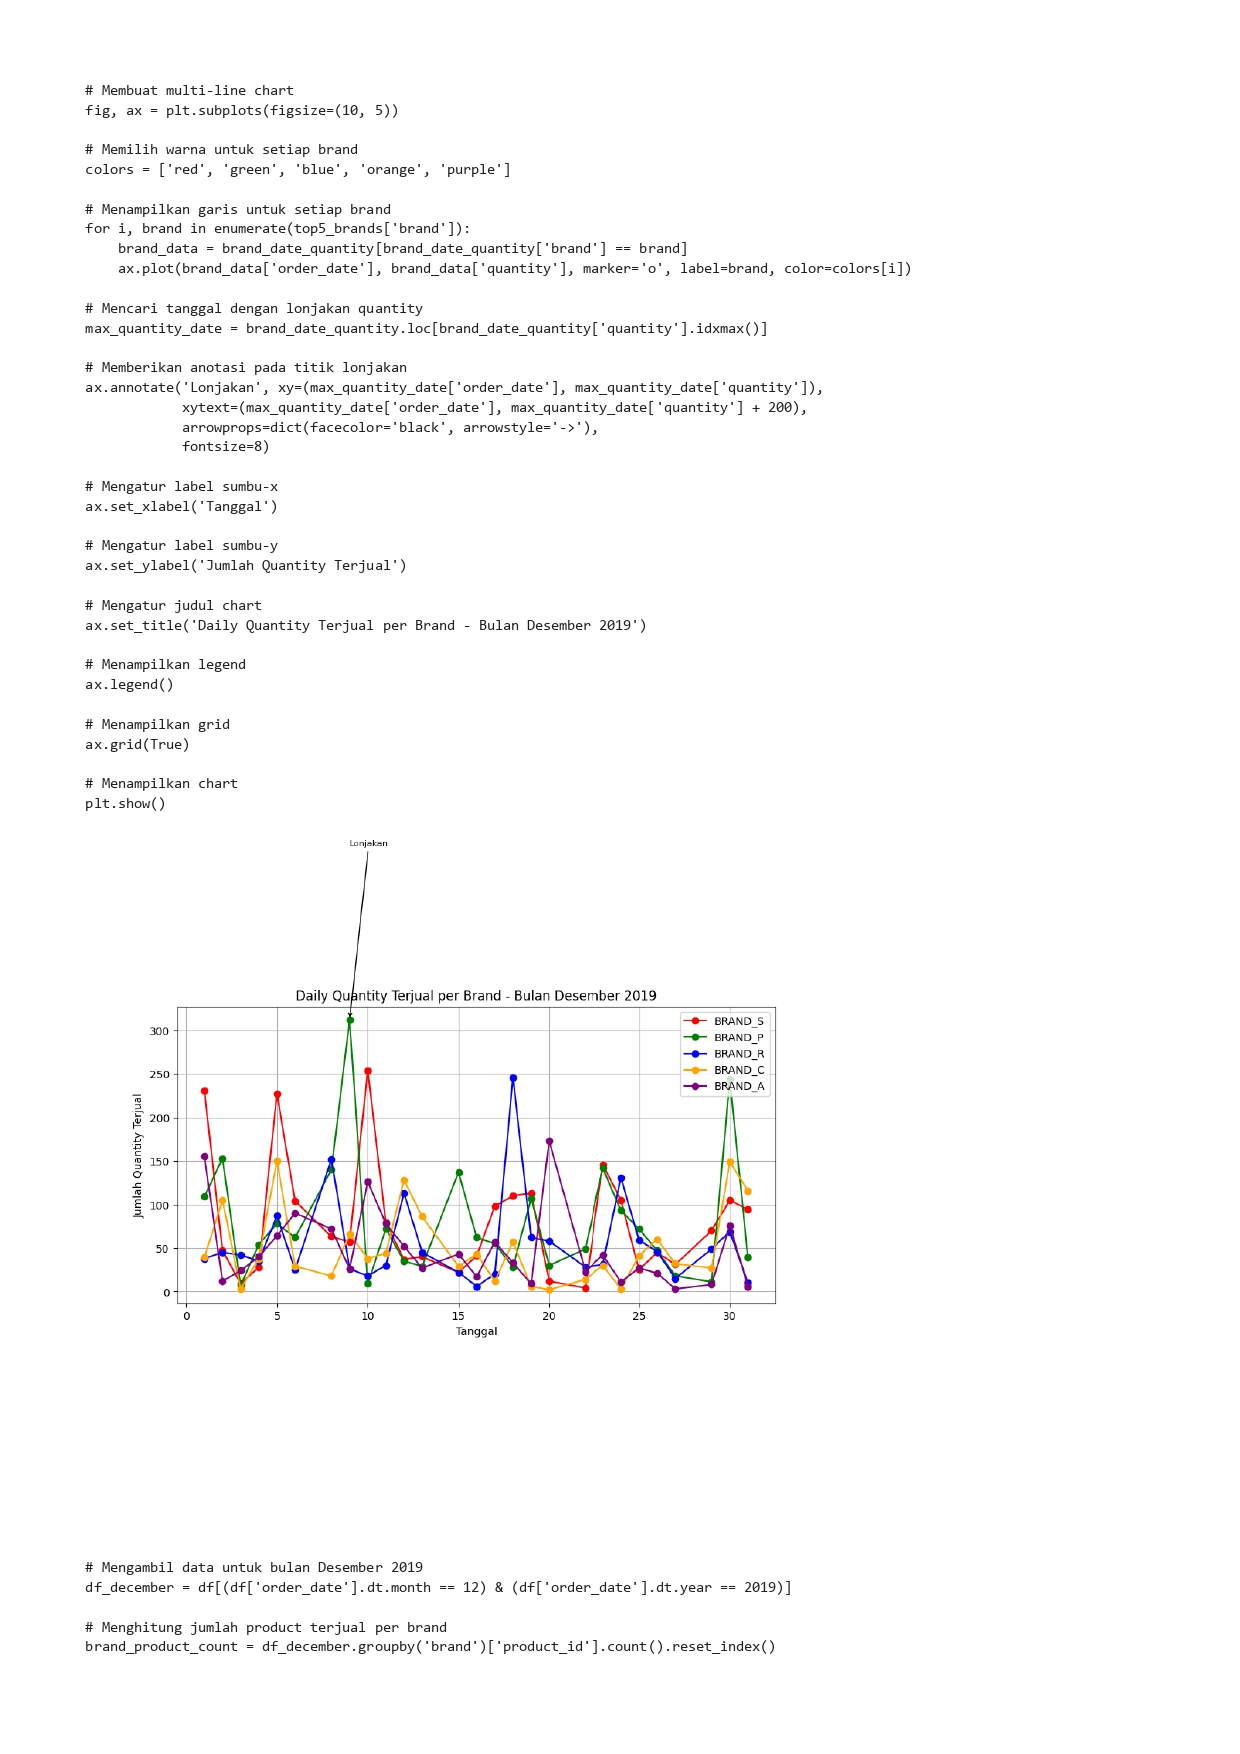 # Membuat multi-line chart
fig, ax = plt.subplots(figsize=(10, 5))
# Memilih warna untuk setiap brand
colors = ['red', 'green', 'blue', 'orange', 'purple']
# Menampilkan garis untuk setiap brand
for i, brand in enumerate(top5_brands['brand']):
    brand_data = brand_date_quantity[brand_date_quantity['brand'] == brand]
    ax.plot(brand_data['order_date'], brand_data['quantity'], marker='o', label=brand, color=colors[i])
# Mencari tanggal dengan lonjakan quantity
max_quantity_date = brand_date_quantity.loc[brand_date_quantity['quantity'].idxmax()]
# Memberikan anotasi pada titik lonjakan
ax.annotate('Lonjakan', xy=(max_quantity_date['order_date'], max_quantity_date['quantity']),
            xytext=(max_quantity_date['order_date'], max_quantity_date['quantity'] + 200),
            arrowprops=dict(facecolor='black', arrowstyle='->'),
            fontsize=8)
# Mengatur label sumbu-x
ax.set_xlabel('Tanggal')
# Mengatur label sumbu-y
ax.set_ylabel('Jumlah Quantity Terjual')
# Mengatur judul chart
ax.set_title('Daily Quantity Terjual per Brand - Bulan Desember 2019')
# Menampilkan legend
ax.legend()
# Menampilkan grid
ax.grid(True)
# Menampilkan chart
plt.show()
Lonjakan
Daily Quantity Terjual per Brand - Bulan Desember 2019
BRAND_S
BRAND_P
BRAND_R
BRAND_C
BRAND_A
300
250
200
150
100
50
0
Jumlah Quantity Terjual
0 5 10 15 20 25 30
Tanggal
# Mengambil data untuk bulan Desember 2019
df_december = df[(df['order_date'].dt.month == 12) & (df['order_date'].dt.year == 2019)]
# Menghitung jumlah product terjual per brand
brand_product_count = df_december.groupby('brand')['product_id'].count().reset_index()